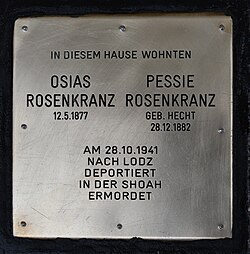 IN DIESEM HAUSE WOHNTEN
OSIAS PESSIE
ROSENKRANZ ROSENKRANZ
12.5.1877 GEB. HECHT
28.12.1882
AM 28.10.1941
NACH LODZ
DEPORTIERT
IN DER SHOAH
ERMORDET